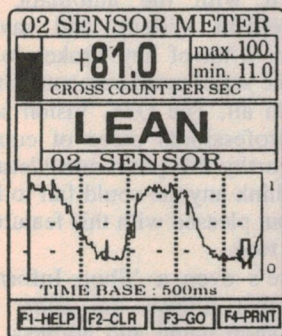 02 SENSOR METER
+81.0
max. 100.
min. 11.0
CROSS COUNT PER SEC
LEAN
02 SENSOR
1
0
TIME BASE : 500ms
F1-HELP F2-CLR F3-GO F4-PRNT